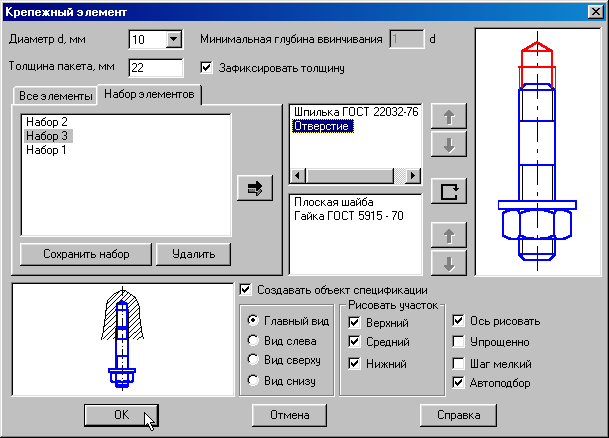 Крепежный элемент
Диаметр d, мм
10
Минимальная глубина ввинчивания
1
d
Толщина пакета, мм
22
Зафиксировать толщину
Все элементы
Набор элементов
Набор 2
Набор 3
Набор 1
Шпилька ГОСТ 22032-76
Отверстие
Плоская шайба
Гайка ГОСТ 5915 - 70
Сохранить набор
Удалить
Создавать объект спецификации
Главный вид
Вид слева
Вид сверху
Вид снизу
Рисовать участок
Верхний
Средний
Нижний
Ось рисовать
Упрощенно
Шаг мелкий
Автоподбор
OK
Отмена
Справка